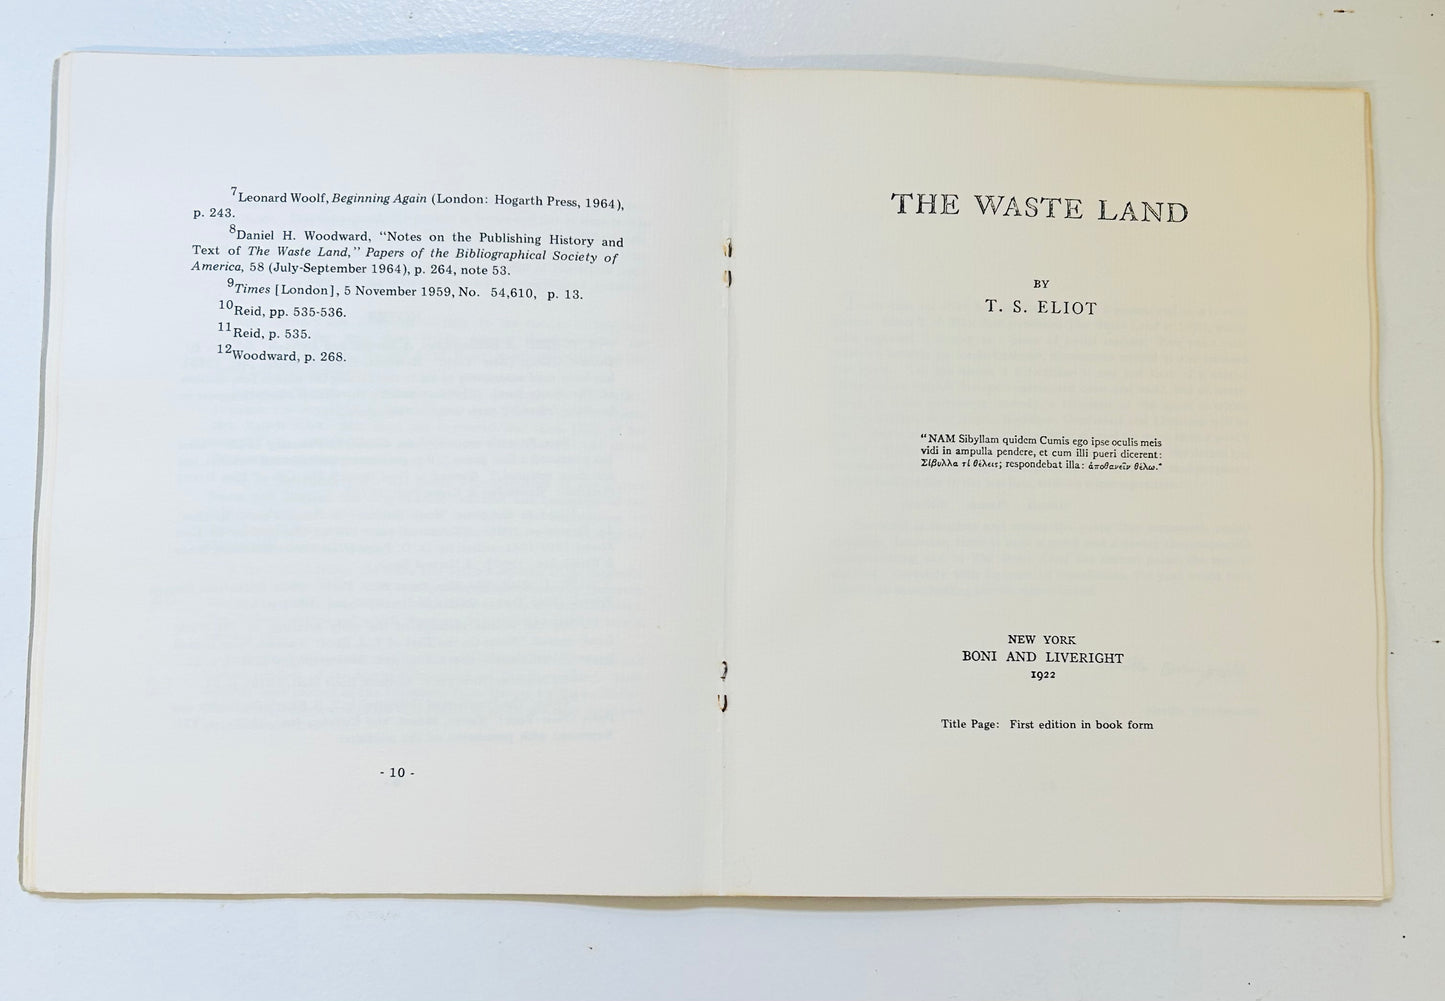 7Leonard Woolf, Beginning Again (London: Hogarth Press, 1964),
p. 243.
8Daniel H. Woodward, “Notes on the Publishing History and
Text of The Waste Land,” Papers of the Bibliographical Society of
America, 58 (July-September 1964), p. 264, note 53.
9Times [London], 5 November 1959, No. 54,610, p. 13.
10Reid, pp. 535-536.
11Reid, p. 535.
12Woodward, p. 268.
- 10 -
THE WASTE LAND
BY
T. S. ELIOT
“NAM Sibyllam quidem Cumis ego ipse oculis meis
vidi in ampulla pendere, et cum illi pueri dicerent:
Σίβυλλα τί θέλεις; respondebat illa: ἀποθανεῖν θέλω.”
NEW YORK
BONI AND LIVERIGHT
1922
Title Page: First edition in book form